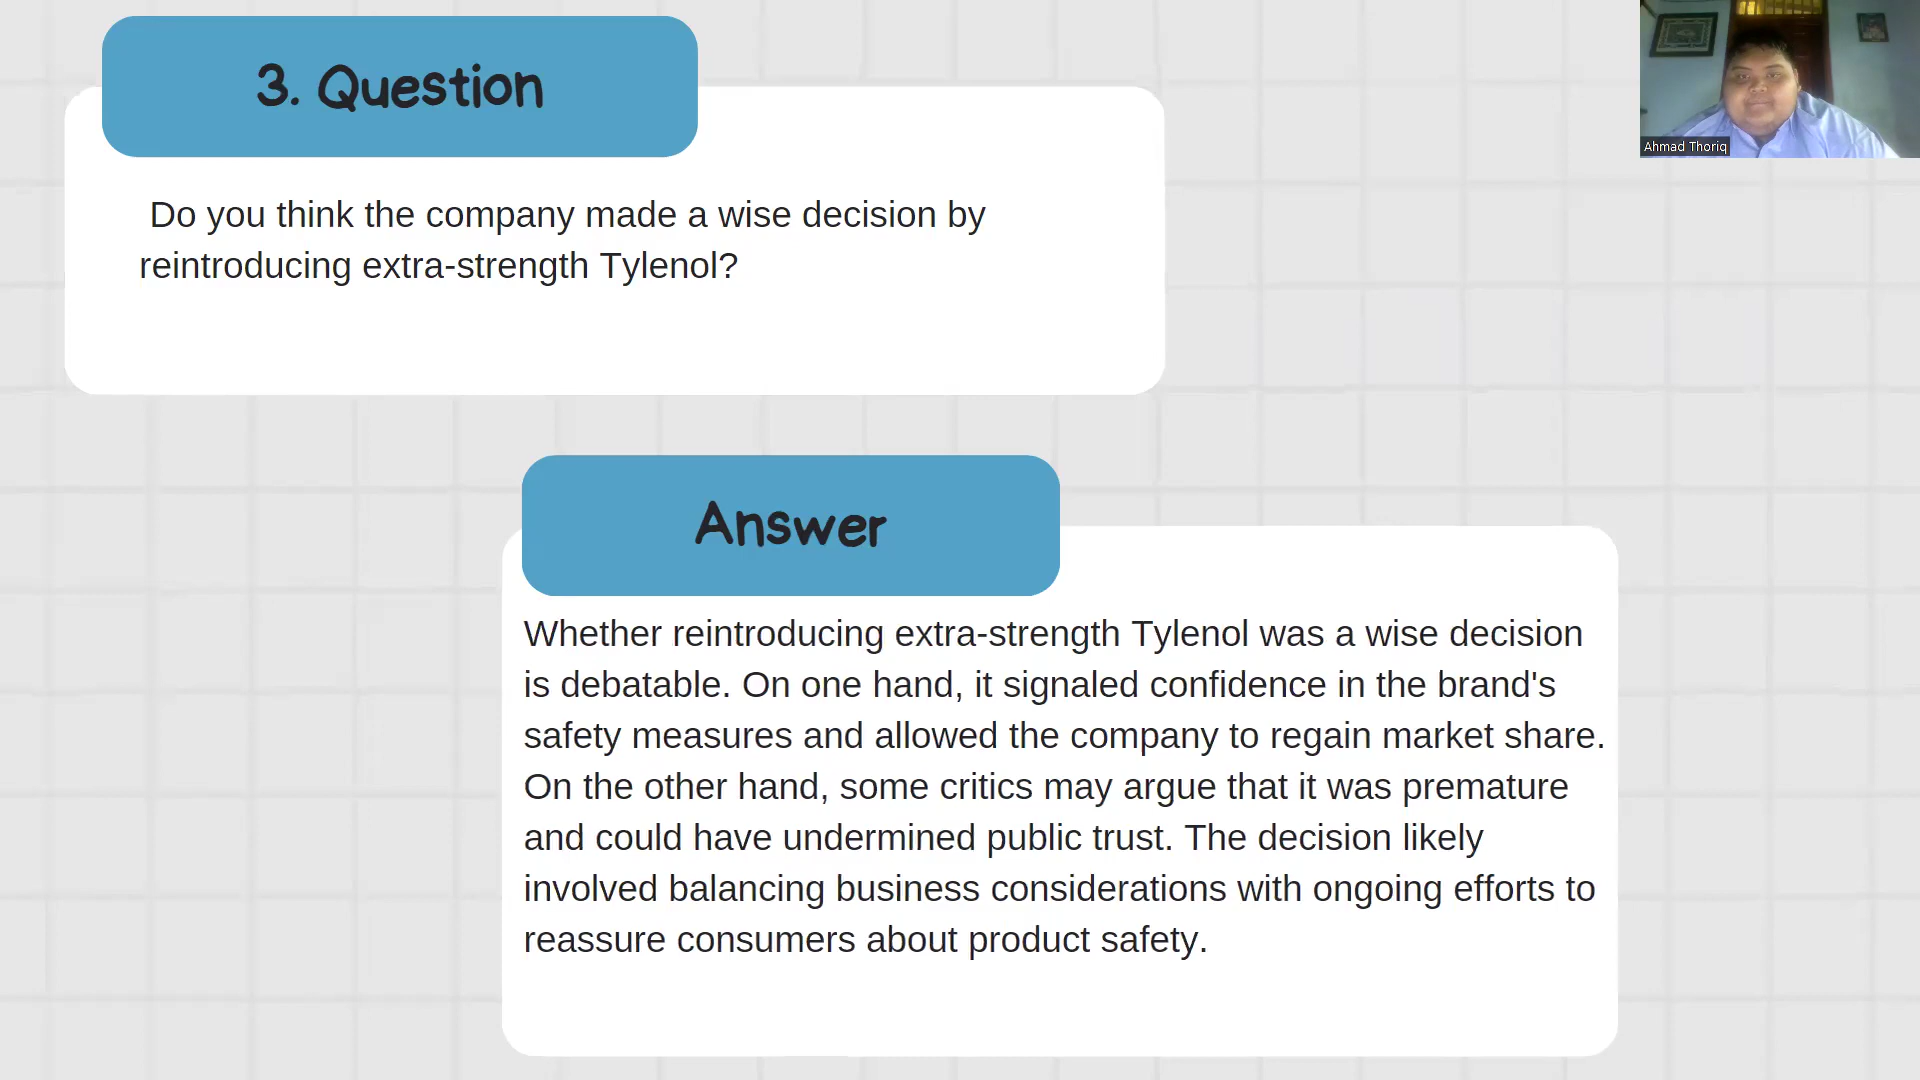 3. Question
Do you think the company made a wise decision by
reintroducing extra-strength Tylenol?
Ahmad Thoriq
Answer
Whether reintroducing extra-strength Tylenol was a wise decision
is debatable. On one hand, it signaled confidence in the brand's
safety measures and allowed the company to regain market share.
On the other hand, some critics may argue that it was premature
and could have undermined public trust. The decision likely
involved balancing business considerations with ongoing efforts to
reassure consumers about product safety.